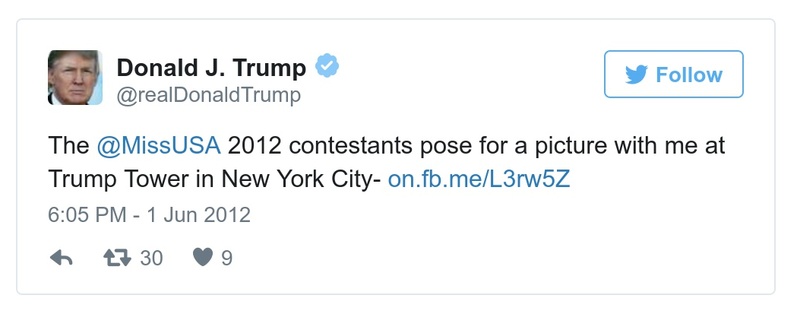 Donald J. Trump
@realDonaldTrump
Follow
The @MissUSA 2012 contestants pose for a picture with me at
Trump Tower in New York City- on.fb.me/L3rw5Z
6:05 PM - 1 Jun 2012
30 9